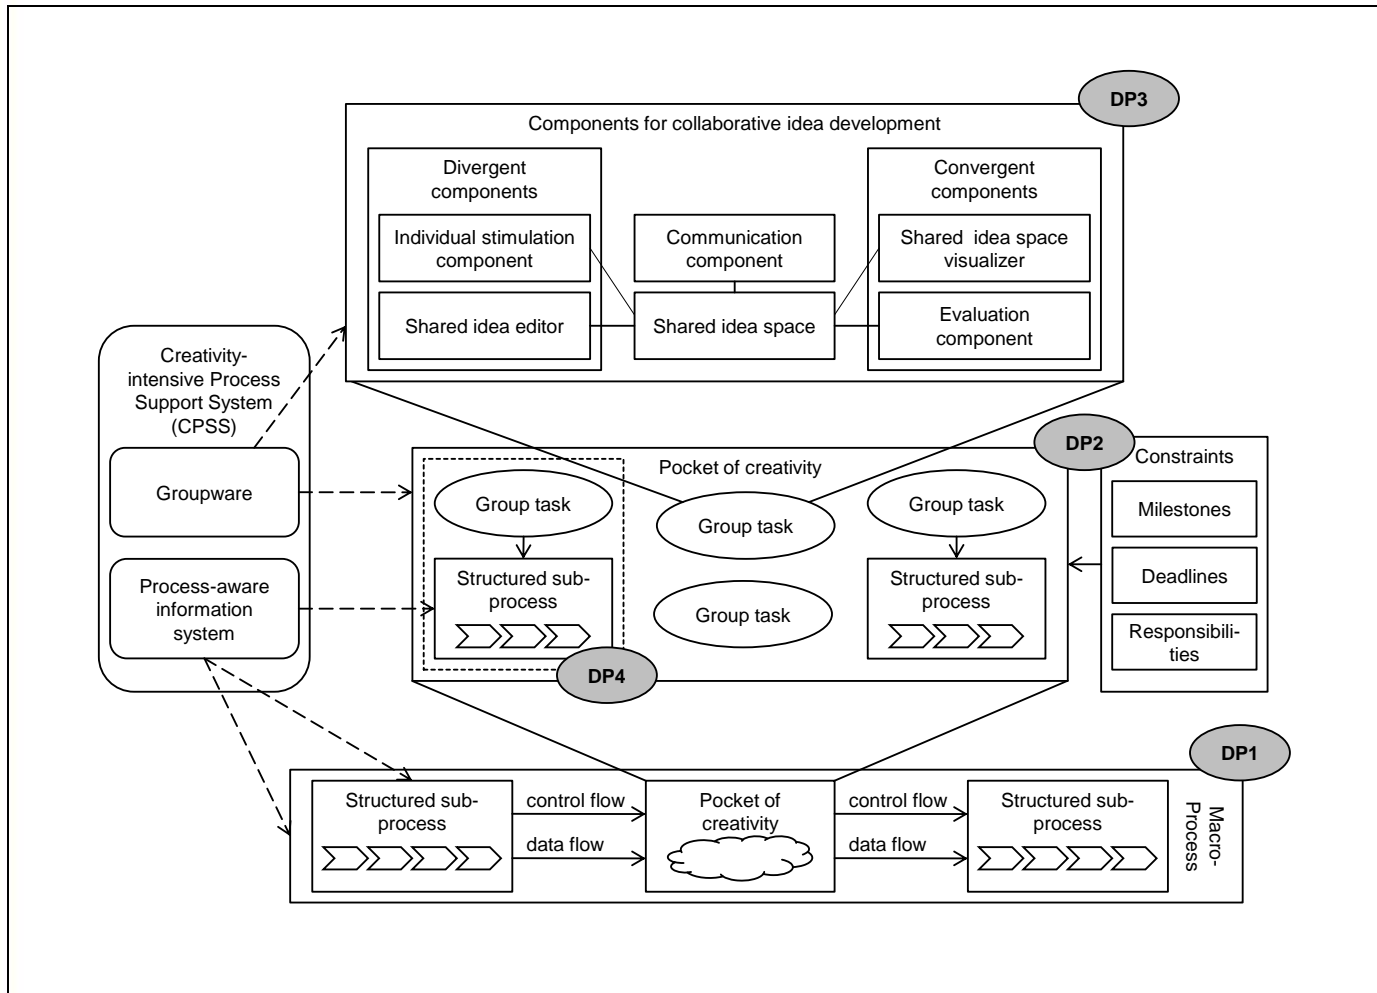 DP3
Components for collaborative idea development
Divergent
components
Individual stimulation
component
Shared idea editor
Communication
component
Shared idea space
Convergent
components
Shared idea space
visualizer
Evaluation
component
Creativity-
intensive Process
Support System
(CPSS)
Groupware
Process-aware
information
system
DP2
Pocket of creativity
Group task
Structured sub-
process
Group task
Group task
Group task
Structured sub-
process
DP4
Constraints
Milestones
Deadlines
Responsibili-
ties
DP1
Structured sub-
process
control flow
data flow
Pocket of
creativity
control flow
data flow
Structured sub-
process
Macro-
Process